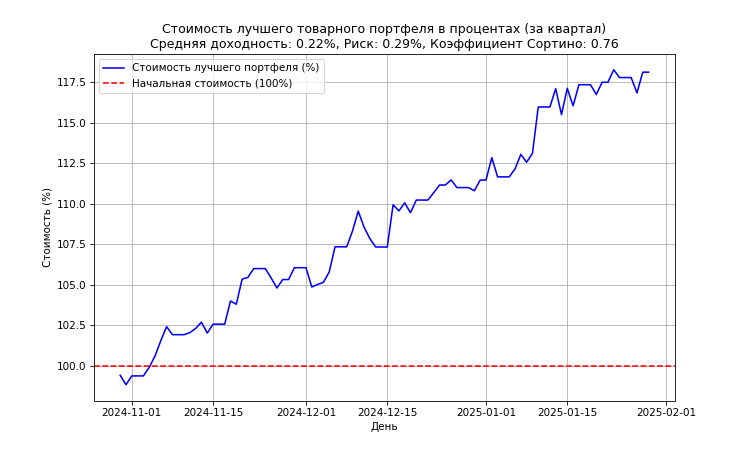 Стоимость лучшего товарного портфеля в процентах (за квартал)
Средняя доходность: 0.22%, Риск: 0.29%, Коэффициент Сортино: 0.76
Стоимость лучшего портфеля (%)
Начальная стоимость (100%)
Стоимость (%)
117.5
115.0
112.5
110.0
107.5
105.0
102.5
100.0
2024-11-01 2024-11-15 2024-12-01 2024-12-15 2025-01-01 2025-01-15 2025-02-01
День